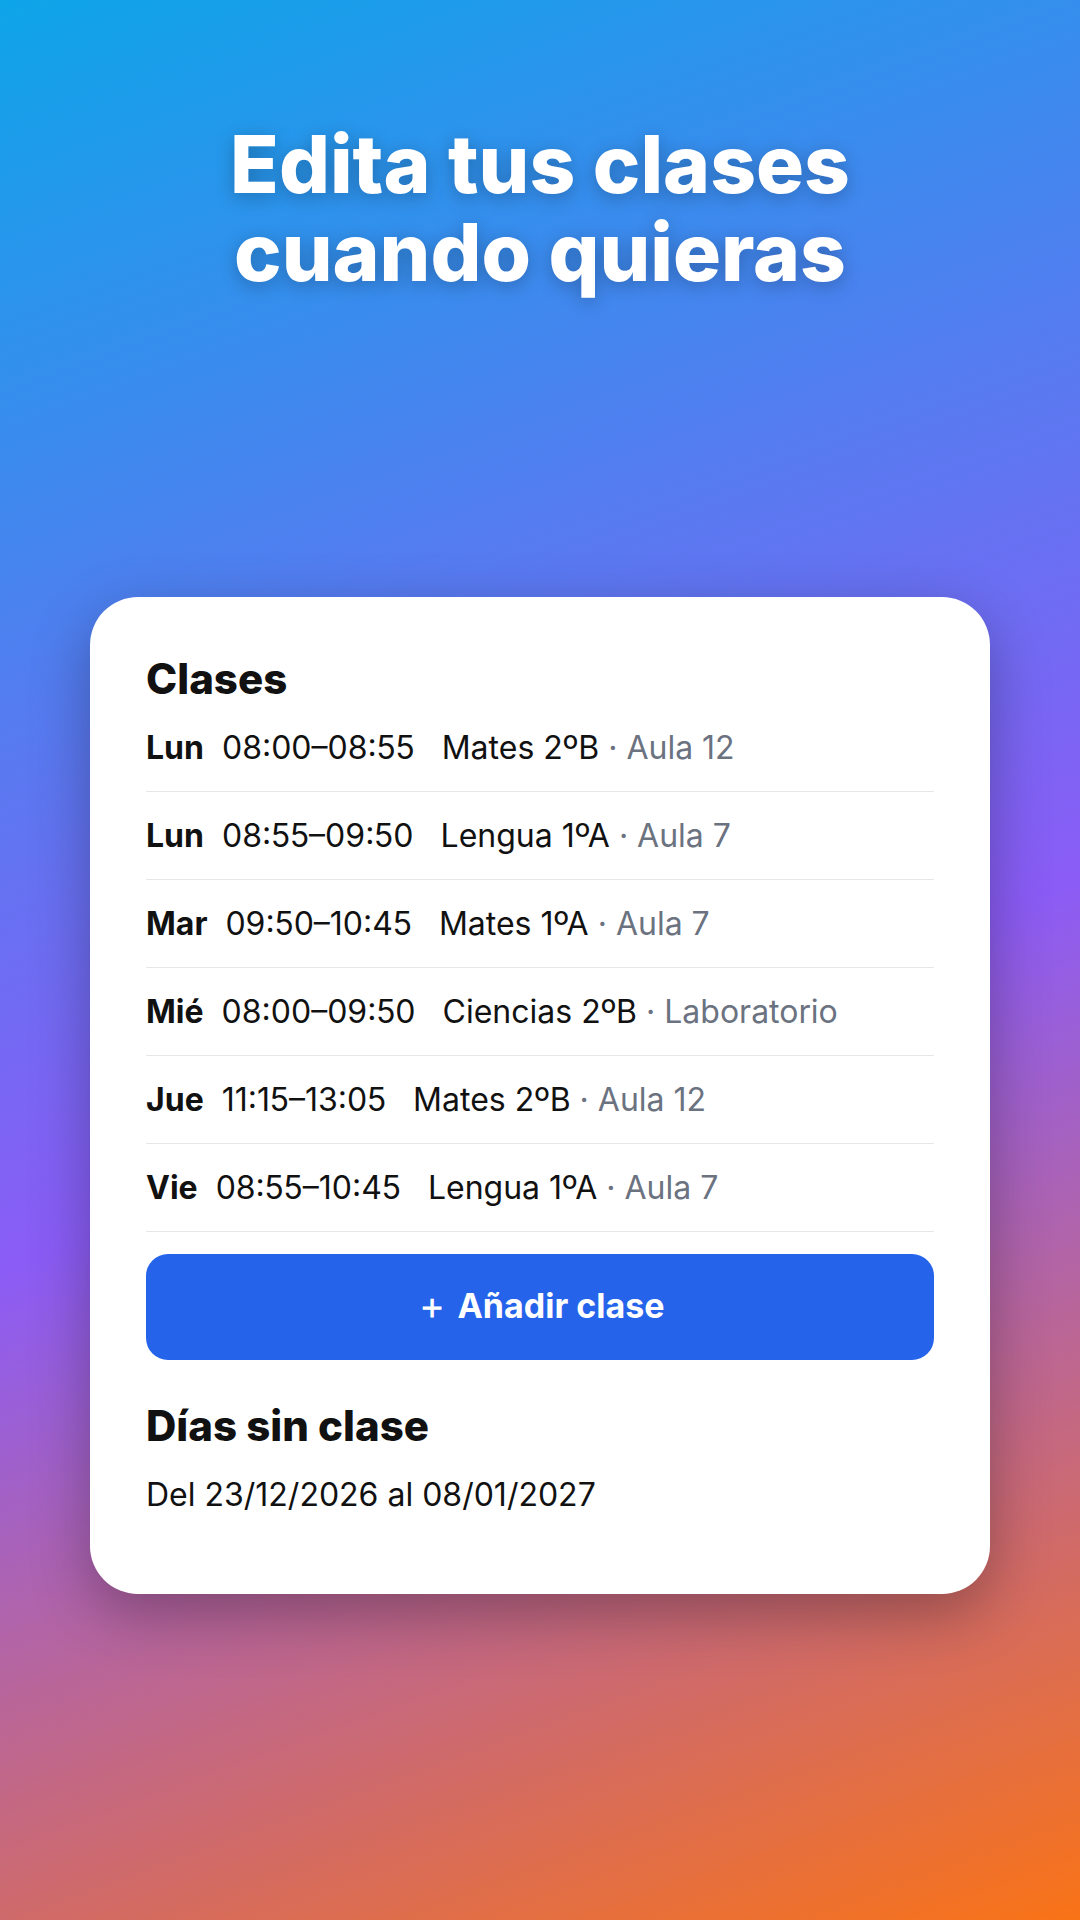 Edita tus clases
cuando quieras
Clases
Lun 08:00–08:55 Mates 2ºB · Aula 12
Lun 08:55–09:50 Lengua 1ºA · Aula 7
Mar 09:50–10:45 Mates 1ºA · Aula 7
Mié 08:00–09:50 Ciencias 2ºB · Laboratorio
Jue 11:15–13:05 Mates 2ºB · Aula 12
Vie 08:55–10:45 Lengua 1ºA · Aula 7
+ Añadir clase
Días sin clase
Del 23/12/2026 al 08/01/2027